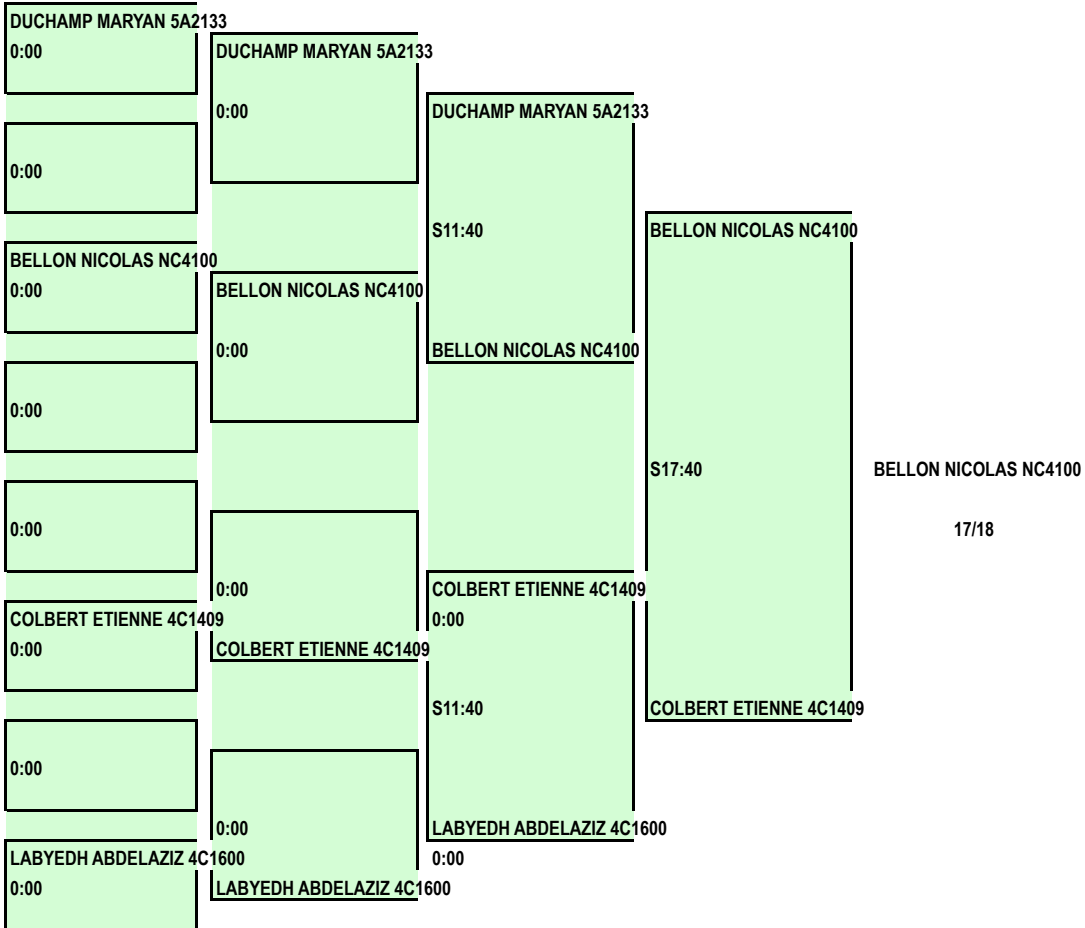 DUCHAMP MARYAN 5A2133
0:00
0:00
BELLON NICOLAS NC4100
0:00
0:00
0:00
COLBERT ETIENNE 4C1409
0:00
0:00
LABYEDH ABDELAZIZ 4C1600
0:00
DUCHAMP MARYAN 5A2133
0:00
BELLON NICOLAS NC4100
0:00
0:00
COLBERT ETIENNE 4C1409
0:00
LABYEDH ABDELAZIZ 4C1600
DUCHAMP MARYAN 5A2133
S11:40
BELLON NICOLAS NC4100
COLBERT ETIENNE 4C1409
0:00
S11:40
LABYEDH ABDELAZIZ 4C1600
0:00
BELLON NICOLAS NC4100
S17:40
COLBERT ETIENNE 4C1409
BELLON NICOLAS NC4100
17/18